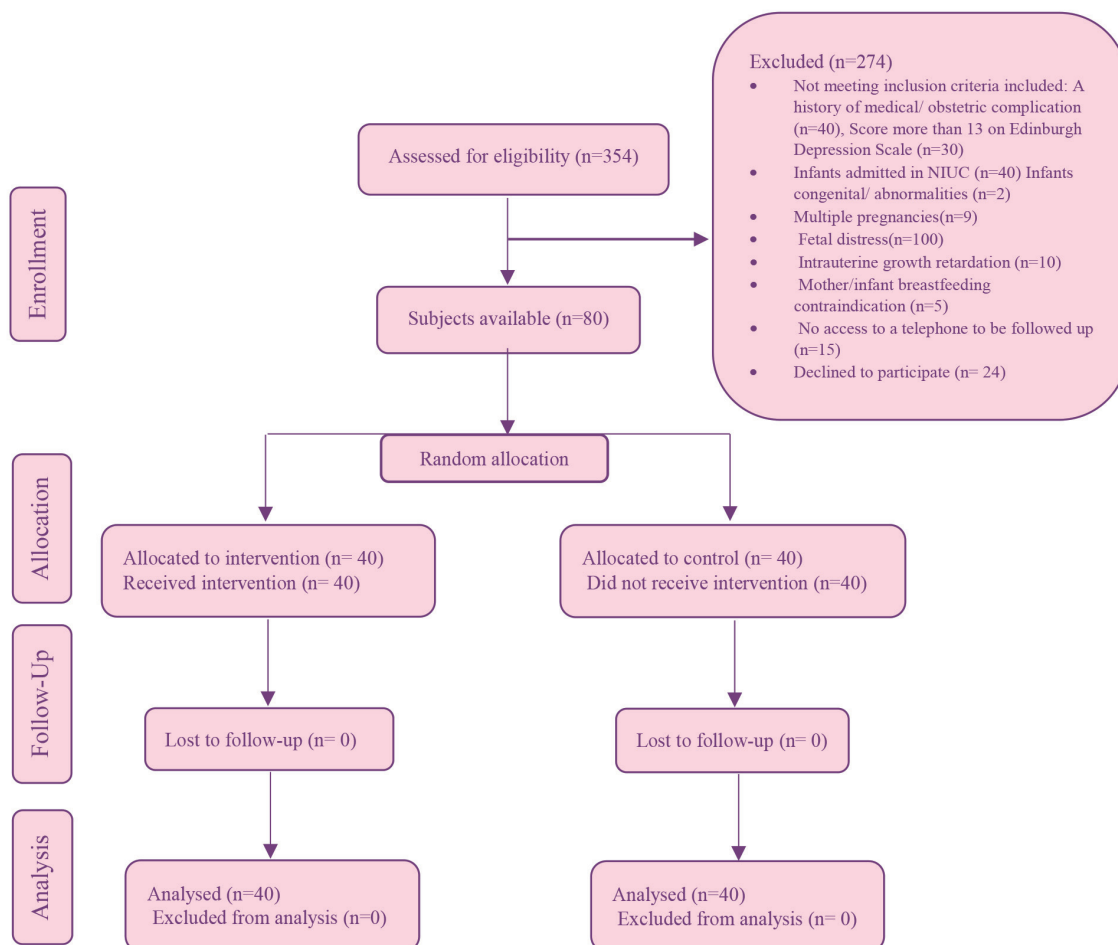 Enrollment
Assessed for eligibility (n=354)
Excluded (n=274)
• Not meeting inclusion criteria included: A
history of medical/ obstetric complication
(n=40), Score more than 13 on Edinburgh
Depression Scale (n=30)
• Infants admitted in NIUC (n=40) Infants
congenital/ abnormalities (n=2)
• Multiple pregnancies(n=9)
• Fetal distress(n=100)
• Intrauterine growth retardation (n=10)
• Mother/infant breastfeeding
contraindication (n=5)
• No access to a telephone to be followed up
(n=15)
• Declined to participate (n= 24)
Subjects available (n=80)
Random allocation
Allocation
Allocated to intervention (n= 40)
Received intervention (n= 40)
Allocated to control (n= 40)
Did not receive intervention (n=40)
Follow-Up
Lost to follow-up (n= 0)
Lost to follow-up (n= 0)
Analysis
Analysed (n=40)
Excluded from analysis (n=0)
Analysed (n=40)
Excluded from analysis (n= 0)